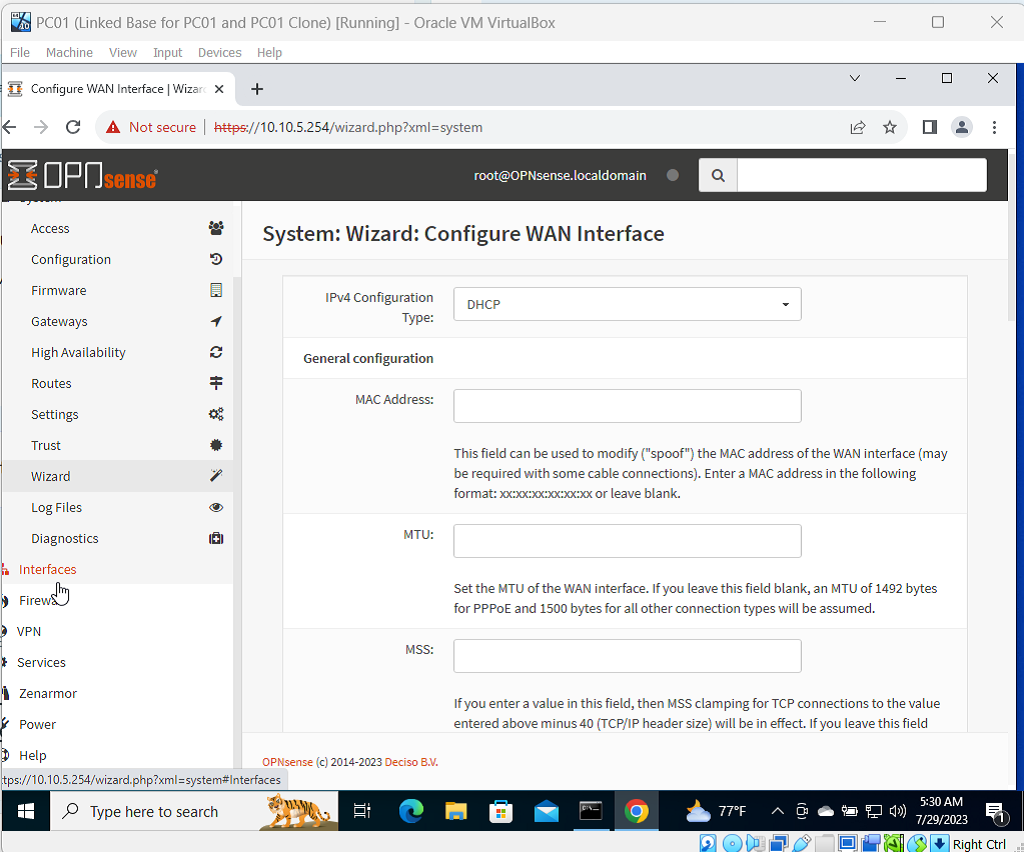 PC01 (Linked Base for PC01 and PC01 Clone) [Running] - Oracle VM VirtualBox
File Machine View Input Devices Help
Configure WAN Interface | Wizar
Not secure https://10.10.5.254/wizard.php?xml=system
OPNsense
root@OPNsense.localdomain
System
Access
Configuration
Firmware
Gateways
High Availability
Routes
Settings
Trust
Wizard
Log Files
Diagnostics
Interfaces
Firewa
VPN
Services
Zenarmor
Power
Help
System: Wizard: Configure WAN Interface
IPv4 Configuration Type: DHCP
General configuration
MAC Address:
This field can be used to modify ("spoof") the MAC address of the WAN interface (may
be required with some cable connections). Enter a MAC address in the following
format: xx:xx:xx:xx:xx:xx or leave blank.
MTU:
Set the MTU of the WAN interface. If you leave this field blank, an MTU of 1492 bytes
for PPPoE and 1500 bytes for all other connection types will be assumed.
MSS:
If you enter a value in this field, then MSS clamping for TCP connections to the value
entered above minus 40 (TCP/IP header size) will be in effect. If you leave this field
OPNsense (c) 2014-2023 Deciso B.V.
tps://10.10.5.254/wizard.php?xml=system#Interfaces
Type here to search
77°F
5:30 AM
7/29/2023
1
Right Ctrl